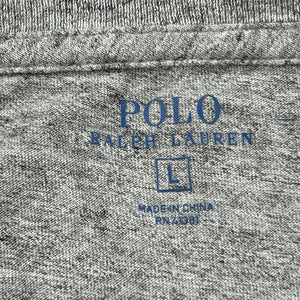 POLO
RALPH LAUREN
L
MADE IN CHINA
RN 41381